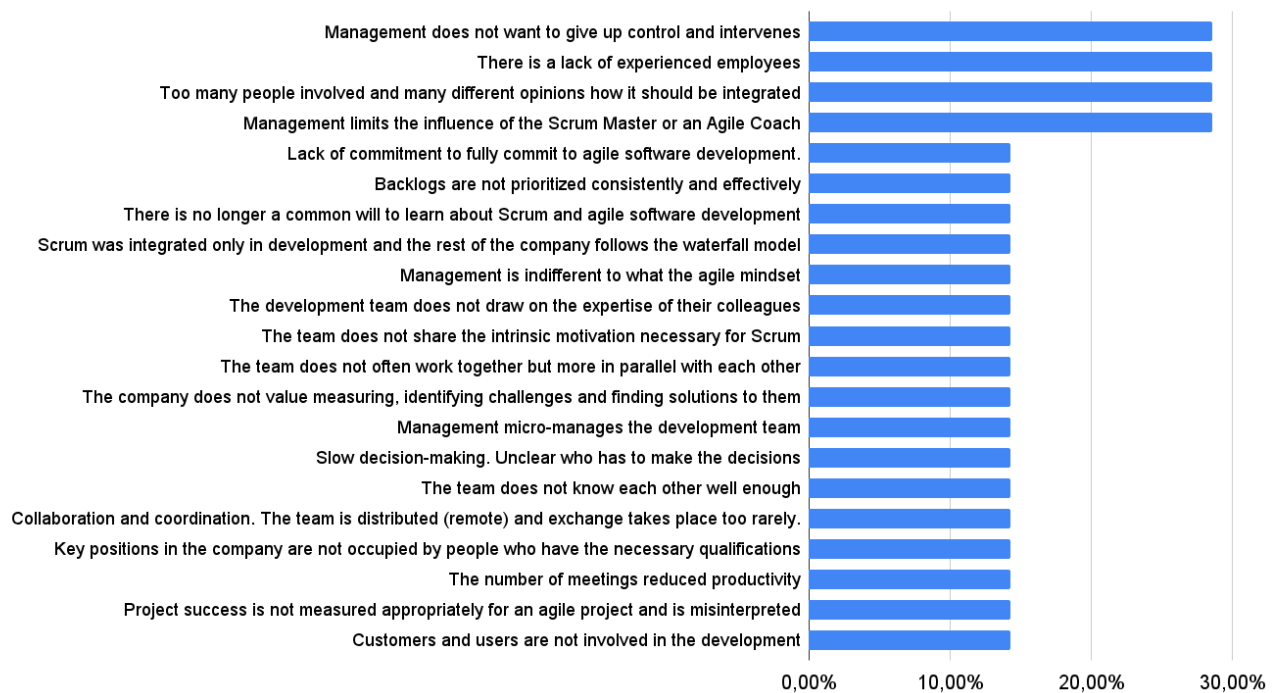 Management does not want to give up control and intervenes
There is a lack of experienced employees
Too many people involved and many different opinions how it should be integrated
Management limits the influence of the Scrum Master or an Agile Coach
Lack of commitment to fully commit to agile software development.
Backlogs are not prioritized consistently and effectively
There is no longer a common will to learn about Scrum and agile software development
Scrum was integrated only in development and the rest of the company follows the waterfall model
Management is indifferent to what the agile mindset
The development team does not draw on the expertise of their colleagues
The team does not share the intrinsic motivation necessary for Scrum
The team does not often work together but more in parallel with each other
The company does not value measuring, identifying challenges and finding solutions to them
Management micro-manages the development team
Slow decision-making. Unclear who has to make the decisions
The team does not know each other well enough
Collaboration and coordination. The team is distributed (remote) and exchange takes place too rarely.
Key positions in the company are not occupied by people who have the necessary qualifications
The number of meetings reduced productivity
Project success is not measured appropriately for an agile project and is misinterpreted
Customers and users are not involved in the development
0,00% 10,00% 20,00% 30,00%